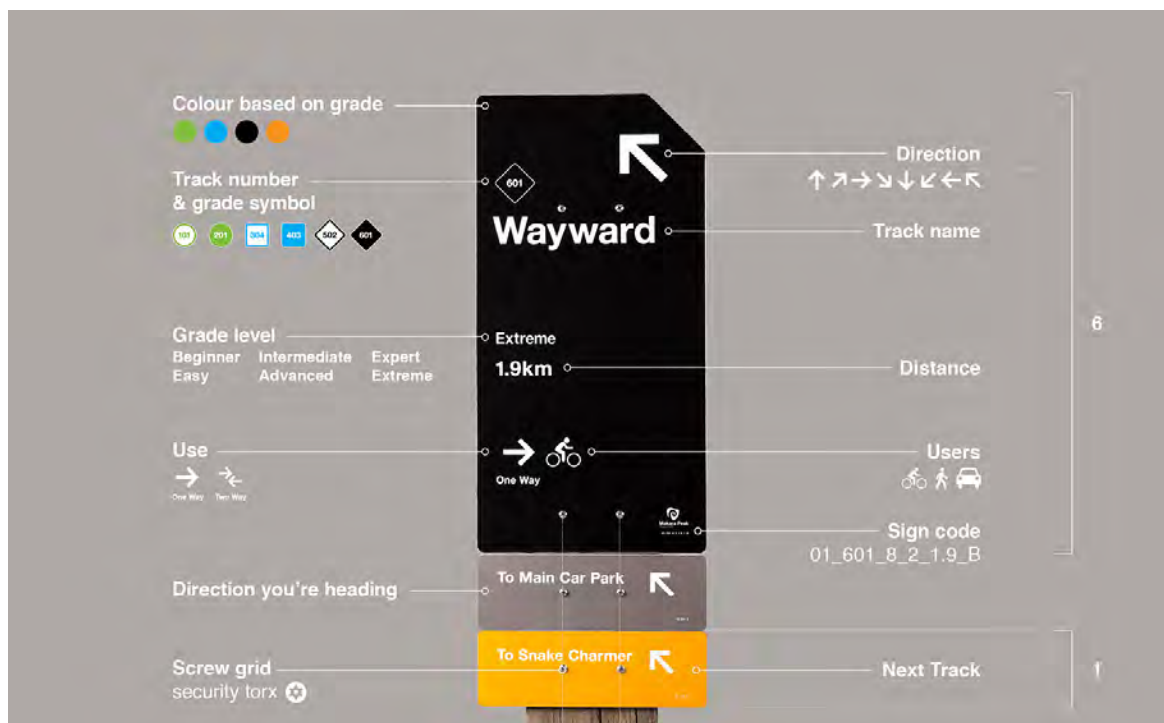 Colour based on grade
Track number
& grade symbol
101 201 304 403 502 601
Grade level
Beginner Intermediate Expert
Easy Advanced Extreme
Use
One Way Two Way
Direction you're heading
Screw grid
security torx
601
Wayward
Extreme
1.9km
One Way
Makara Peak
To Main Car Park
To Snake Charmer
Direction
Track name
Distance
Users
Sign code
01_601_8_2_1.9_B
Next Track
6
1